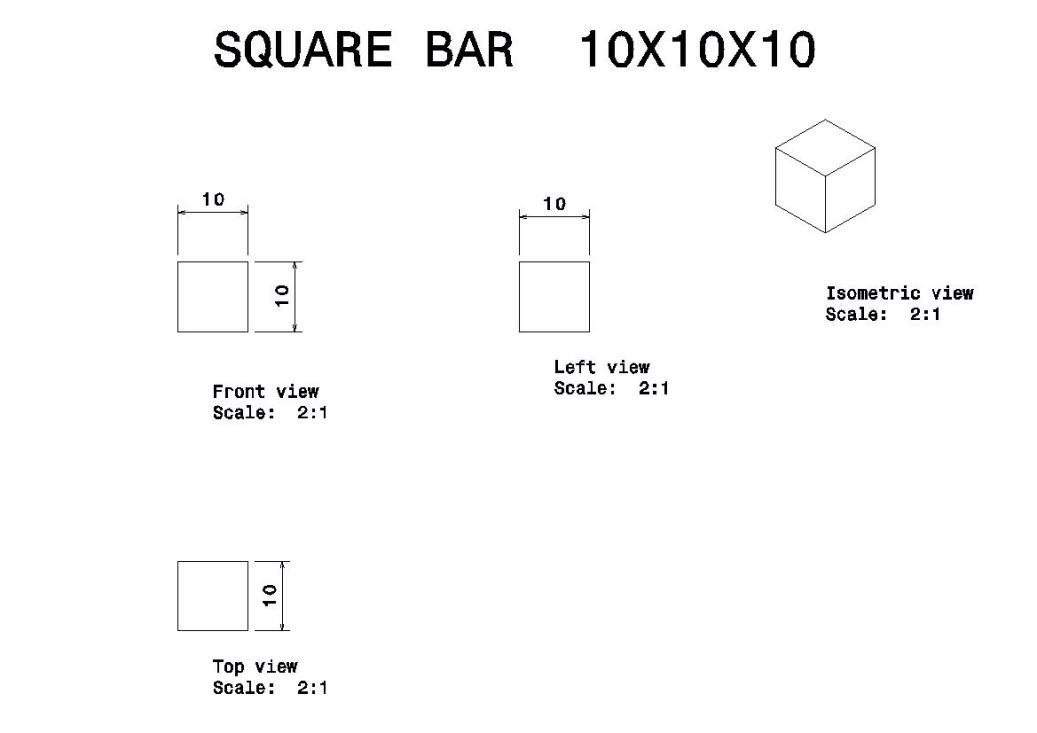 SQUARE BAR 10X10X10
10
10
10
Isometric view
Scale: 2:1
Left view
Scale: 2:1
Front view
Scale: 2:1
10
Top view
Scale: 2:1